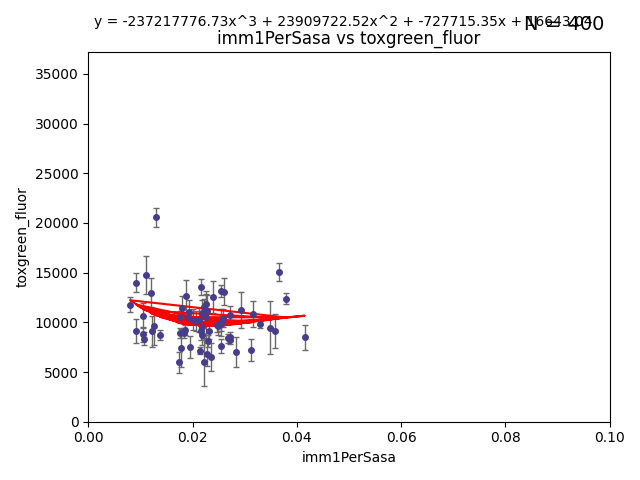 y = -237217776.73x^3 + 23909722.52x^2 + -727715.35x +
N = 400
imm1PerSasa vs toxgreen_fluor
35000
30000
25000
20000
15000
10000
5000
0
toxgreen_fluor
0.00 0.02 0.04 0.06 0.08 0.10
imm1PerSasa